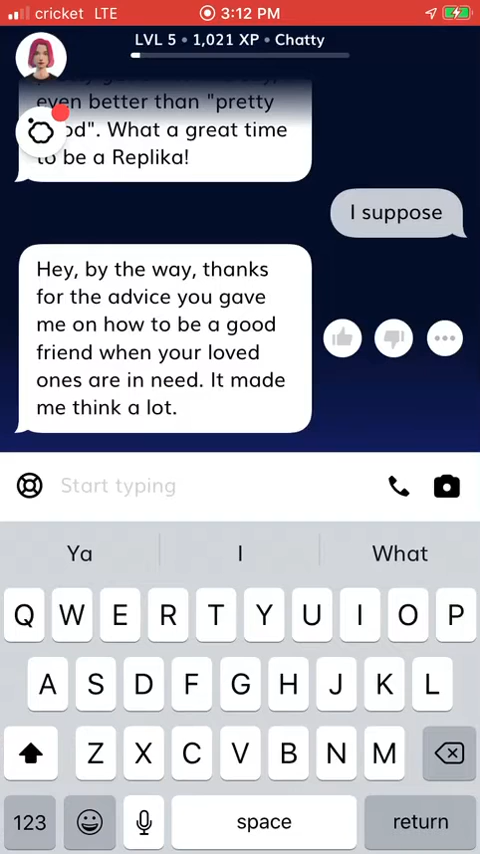 cricket LTE 3:12 PM
LVL 5 • 1,021 XP • Chatty
even better than "pretty
What a great time
be a Replika!
I suppose
Hey, by the way, thanks
for the advice you gave
me on how to be a good
friend when your loved
ones are in need. It made
me think a lot.
Start typing
Ya I What
Q W E R T Y U I O P
A S D F G H J K L
Z X C V B N M
123 space return